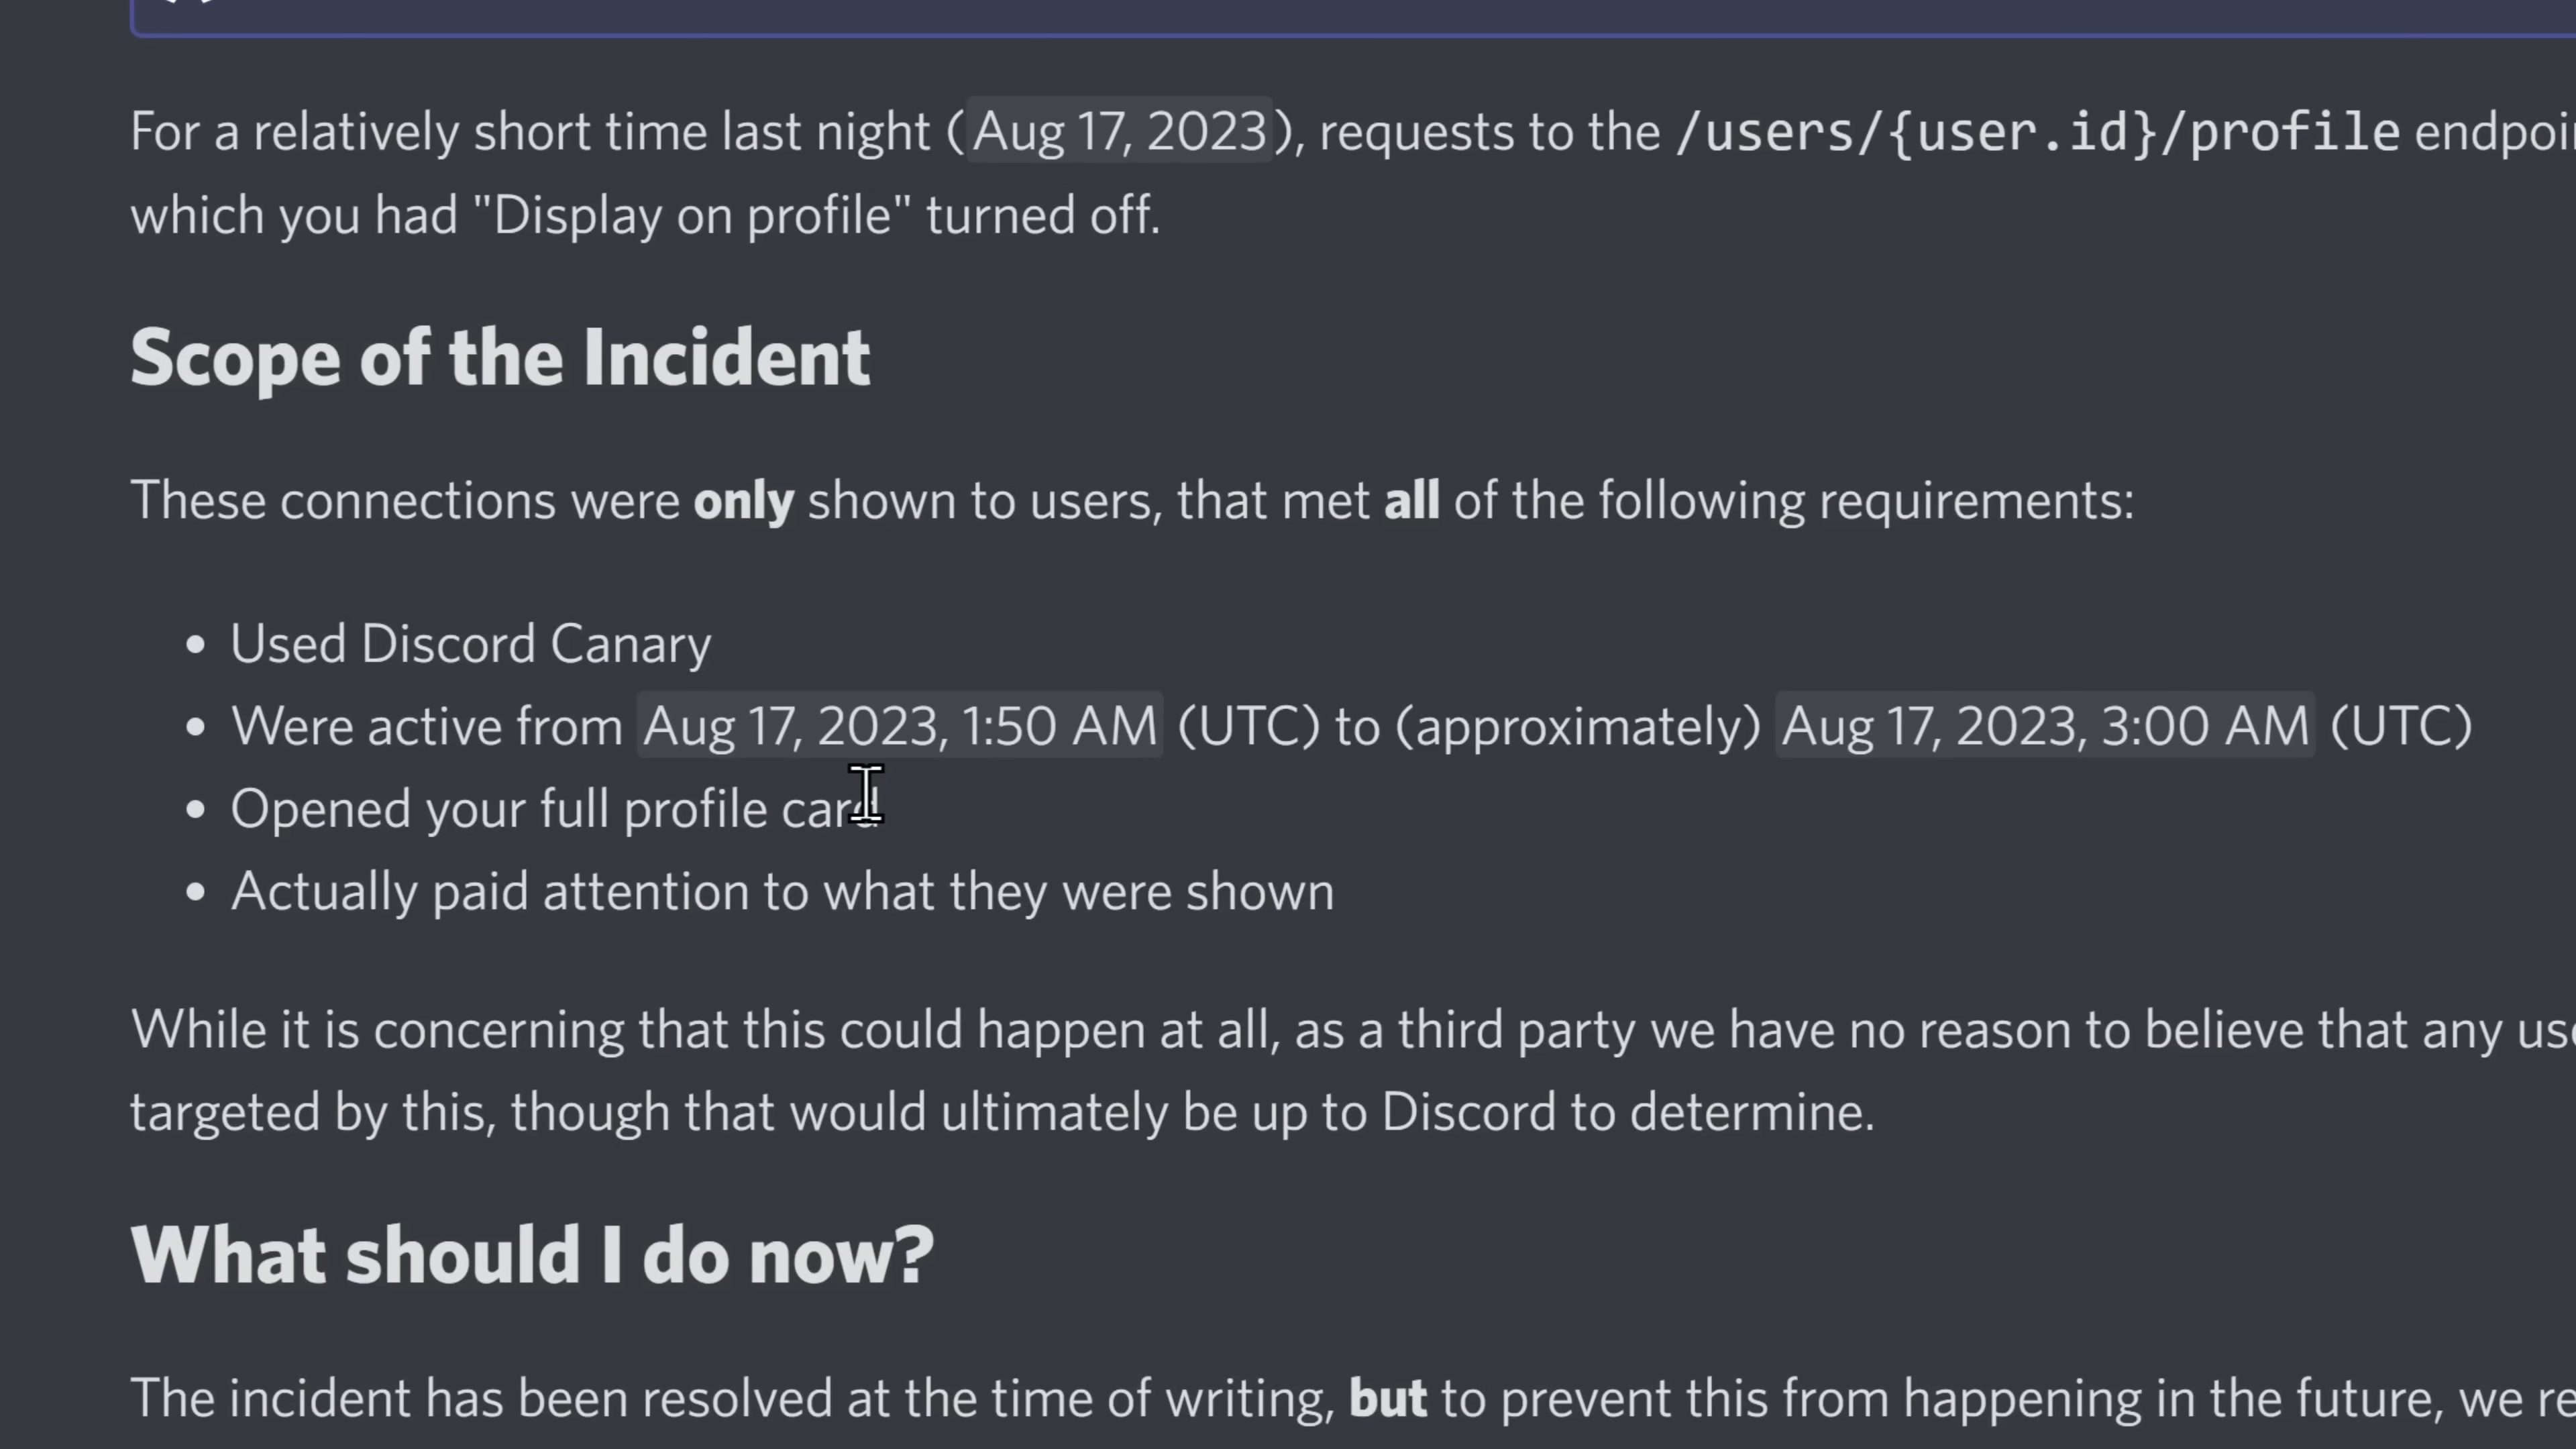 For a relatively short time last night (Aug 17, 2023), requests to the /users/{user.id}/profile
which you had "Display on profile" turned off.
Scope of the Incident
These connections were only shown to users, that met all of the following requirements:
• Used Discord Canary
• Were active from Aug 17, 2023, 1:50 AM (UTC) to (approximately) Aug 17, 2023, 3:00 AM (UTC)
• Opened your full profile card
• Actually paid attention to what they were shown
While it is concerning that this could happen at all, as a third party we have no reason to believe that any
targeted by this, though that would ultimately be up to Discord to determine.
What should I do now?
The incident has been resolved at the time of writing, but to prevent this from happening in the future, we